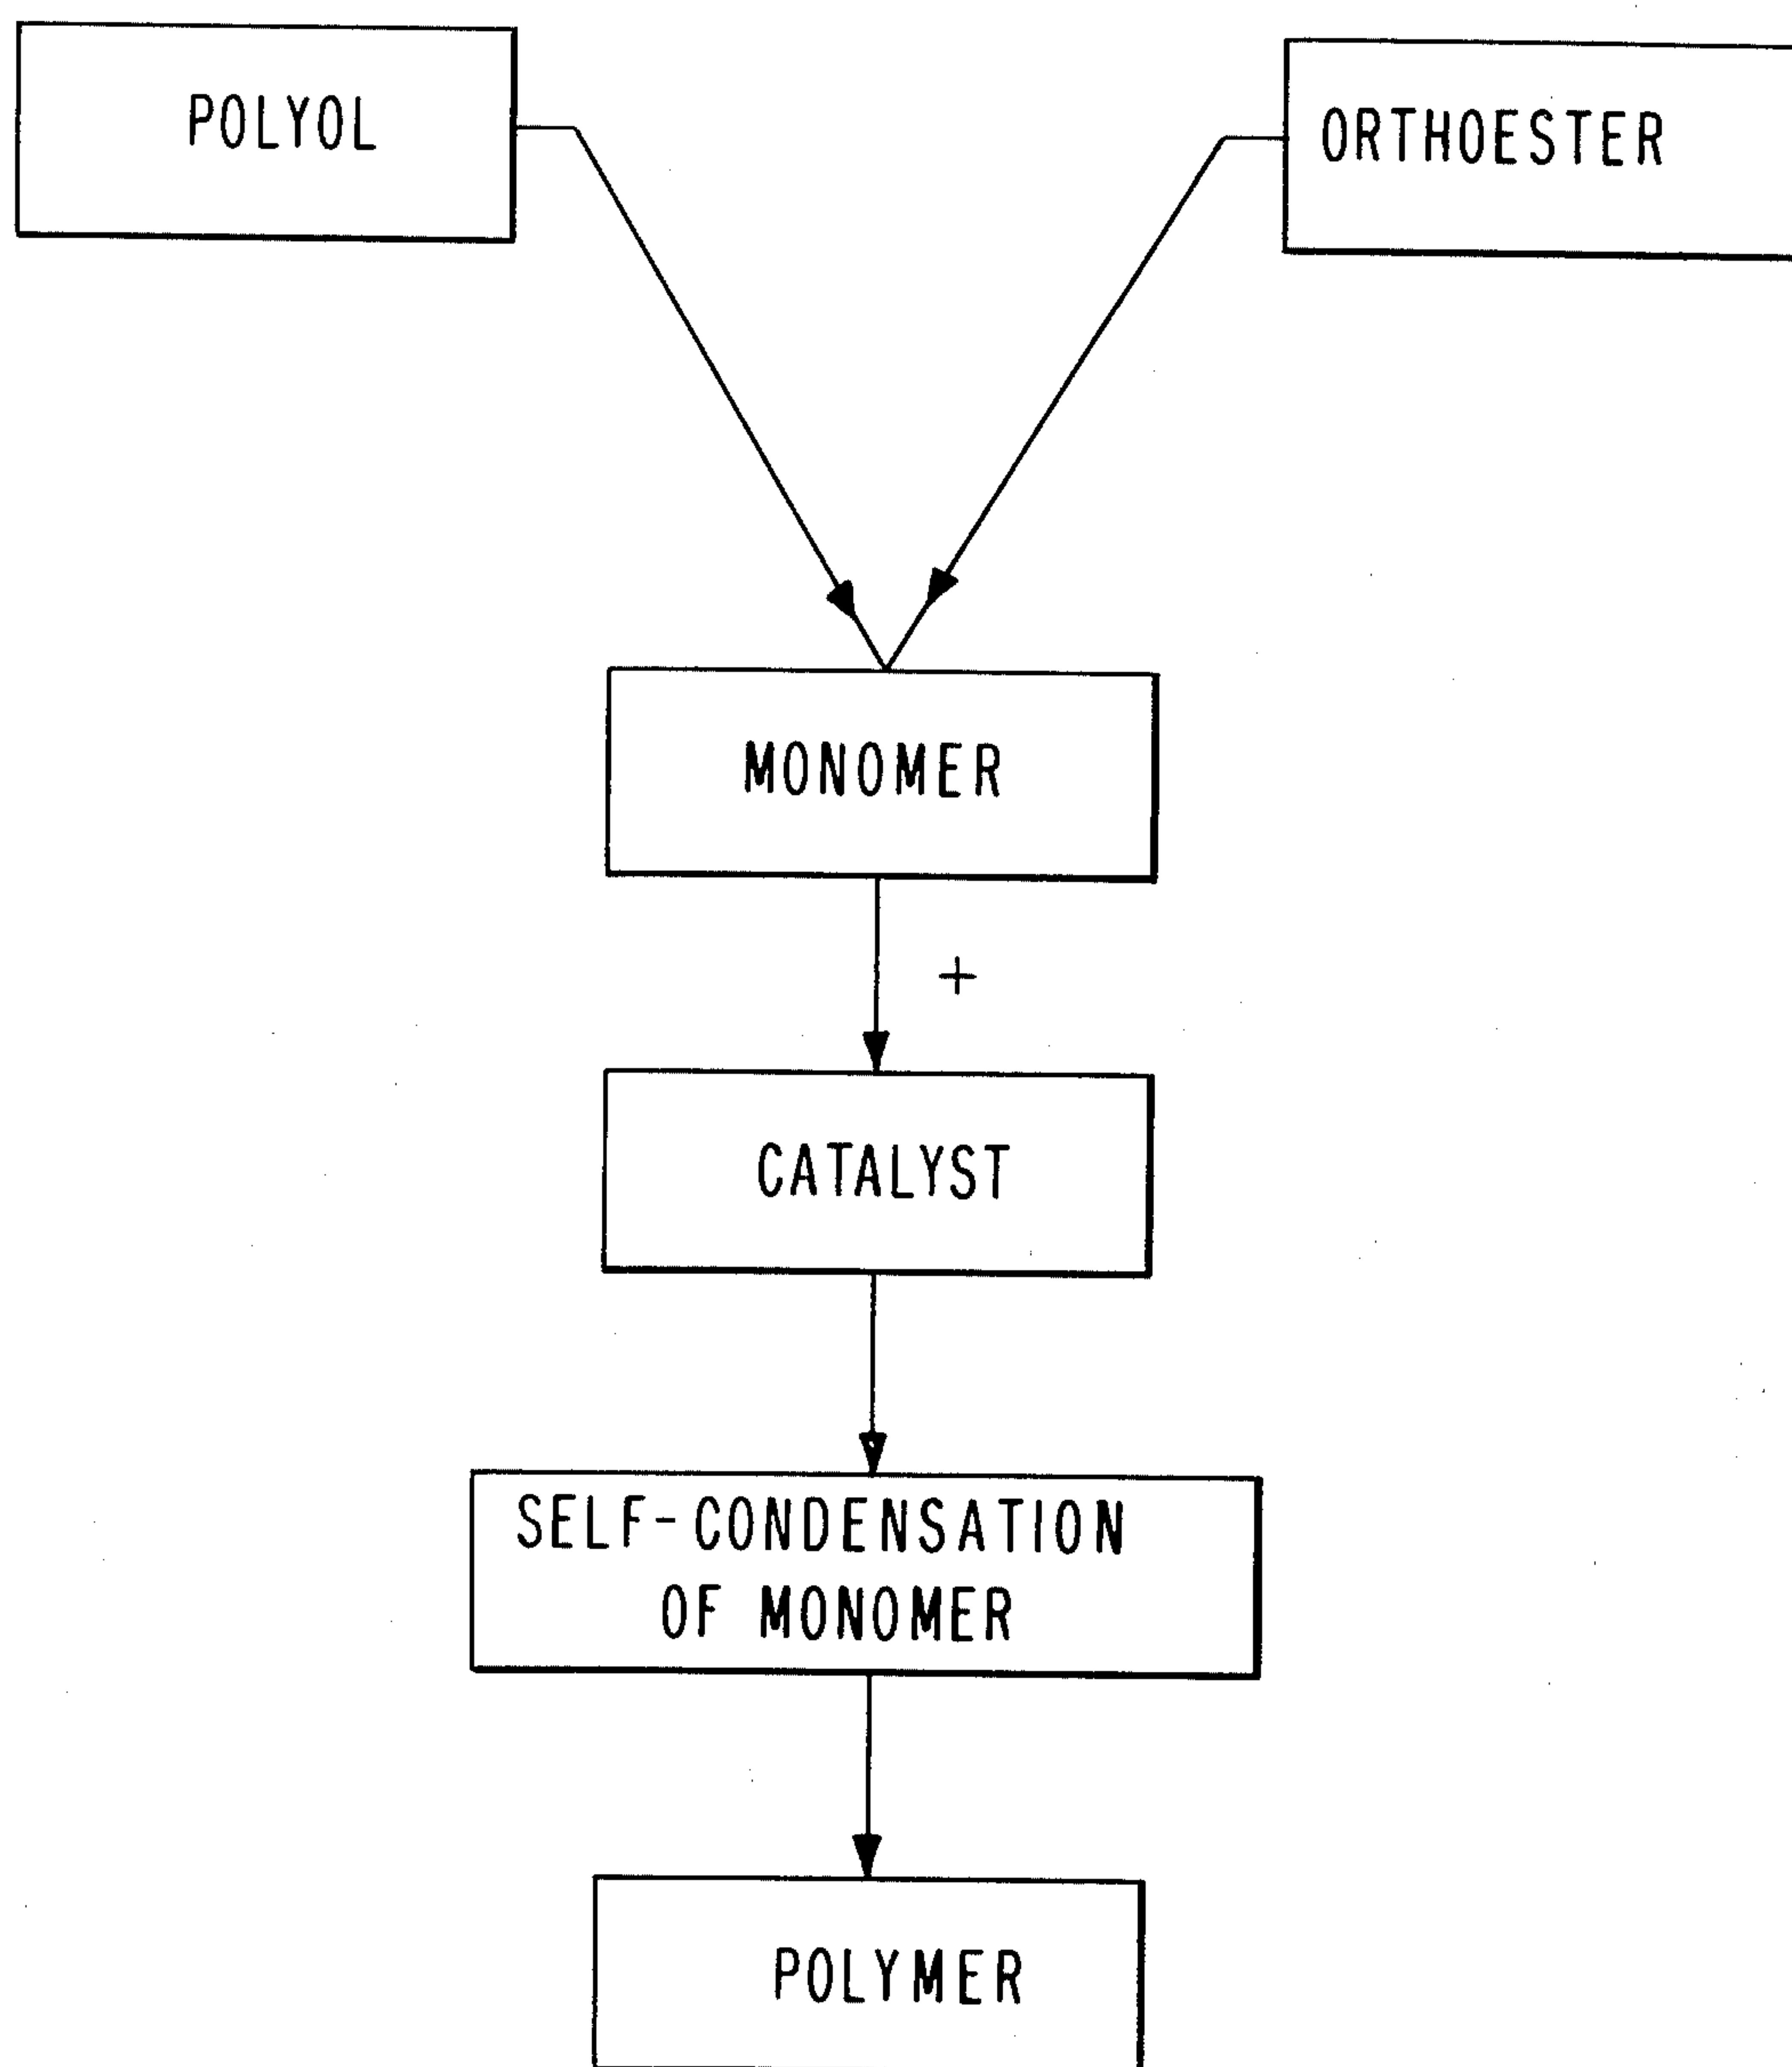 POLYOL
ORTHOESTER
MONOMER
+
CATALYST
SELF-CONDENSATION
OF MONOMER
POLYMER